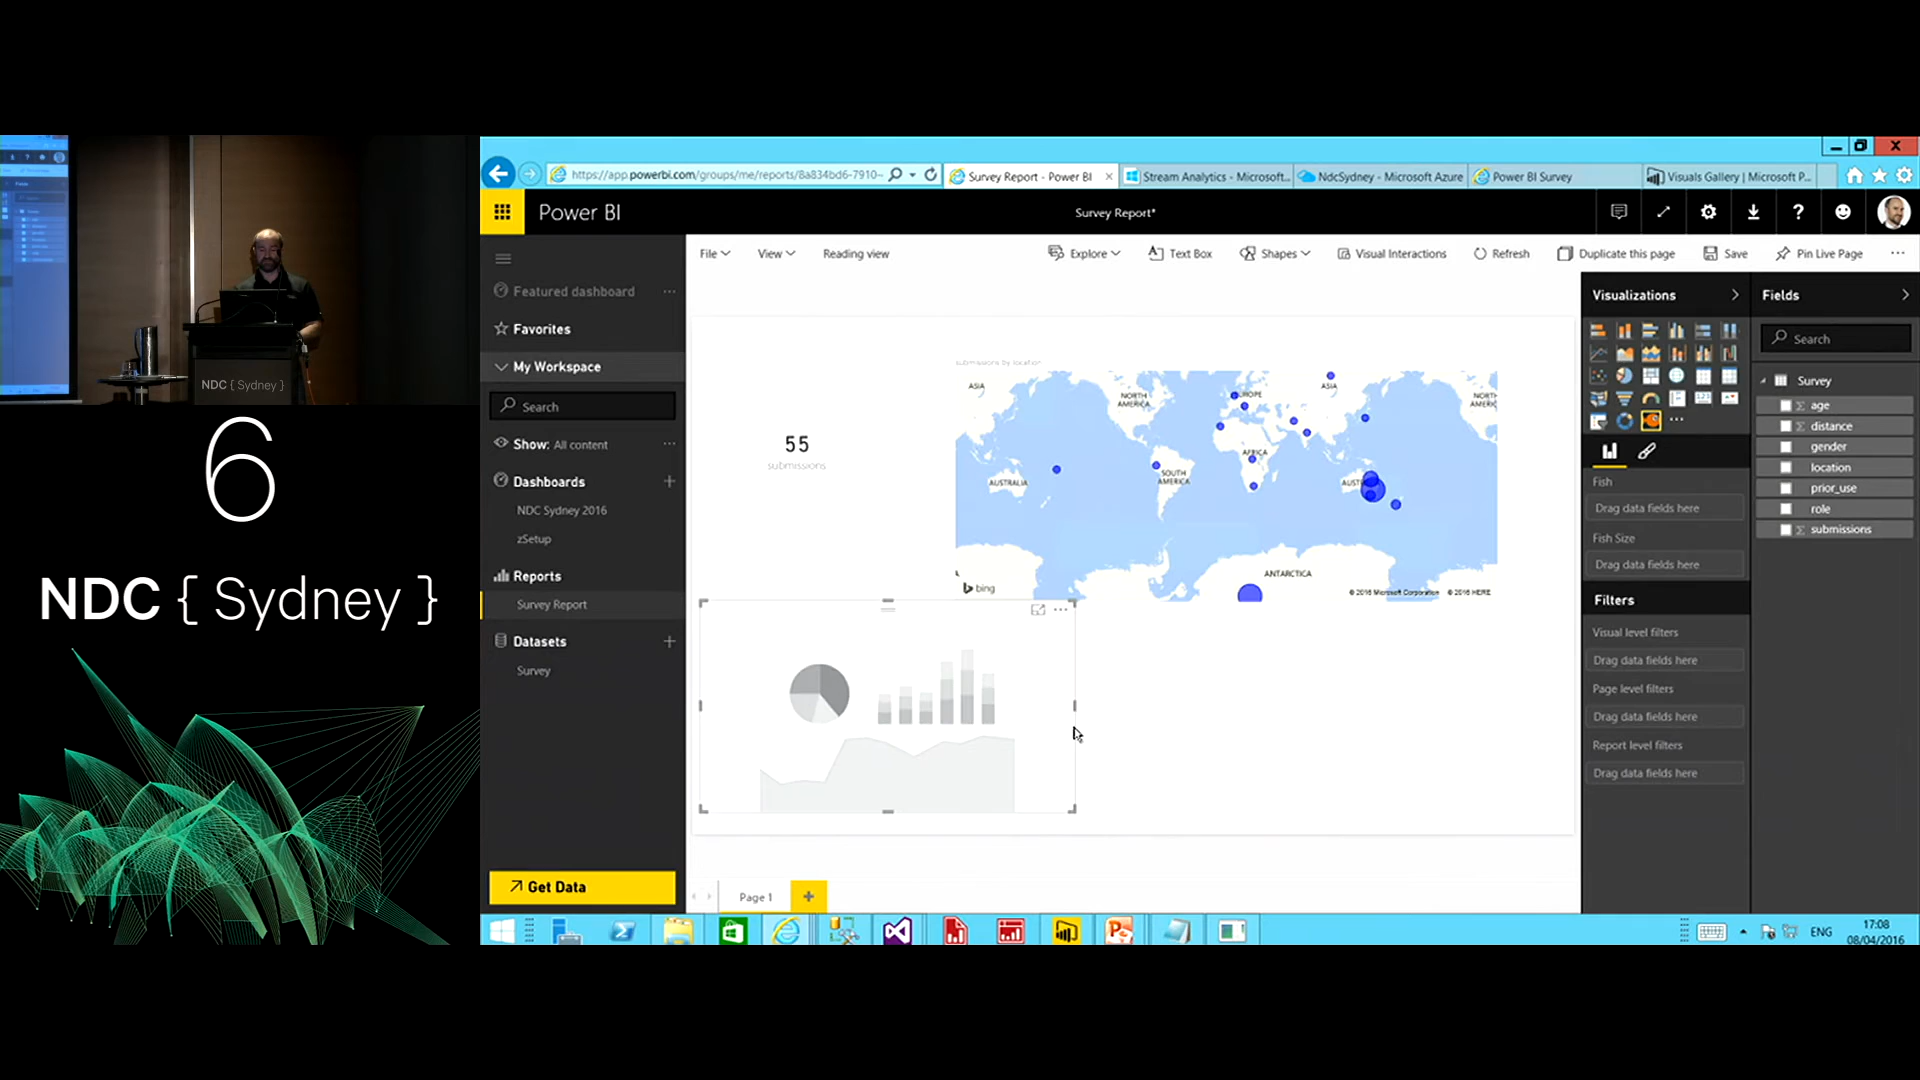 NDC { Sydney }
6
NDC { Sydney }
https://app.powerbi.com/groups/me/reports/8a834bd6-7910-
Survey Report - Power BI
Stream Analytics - Microsoft...
NdcSydney - Microsoft Azure
Power BI Survey
Visuals Gallery | Microsoft P...
Power BI
Survey Report*
File
View
Reading view
Explore
Text Box
Shapes
Visual Interactions
Refresh
Duplicate this page
Save
Pin Live Page
Featured dashboard
Favorites
My Workspace
Search
Show: All content
Dashboards
NDC Sydney 2016
zSetup
Reports
Survey Report
Datasets
Survey
Get Data
55
submissions
submissions by location
ASIA
NORTH AMERICA
EUROPE
ASIA
AFRICA
SOUTH AMERICA
AUSTRALIA
ANTARCTICA
bing
© 2016 Microsoft Corporation © 2016 HERE
Page 1
Visualizations
Fish
Drag data fields here
Fish Size
Drag data fields here
Filters
Visual level filters
Drag data fields here
Page level filters
Drag data fields here
Report level filters
Drag data fields here
Fields
Search
Survey
age
distance
gender
location
prior_use
role
submissions
ENG
17:08
08/04/2016